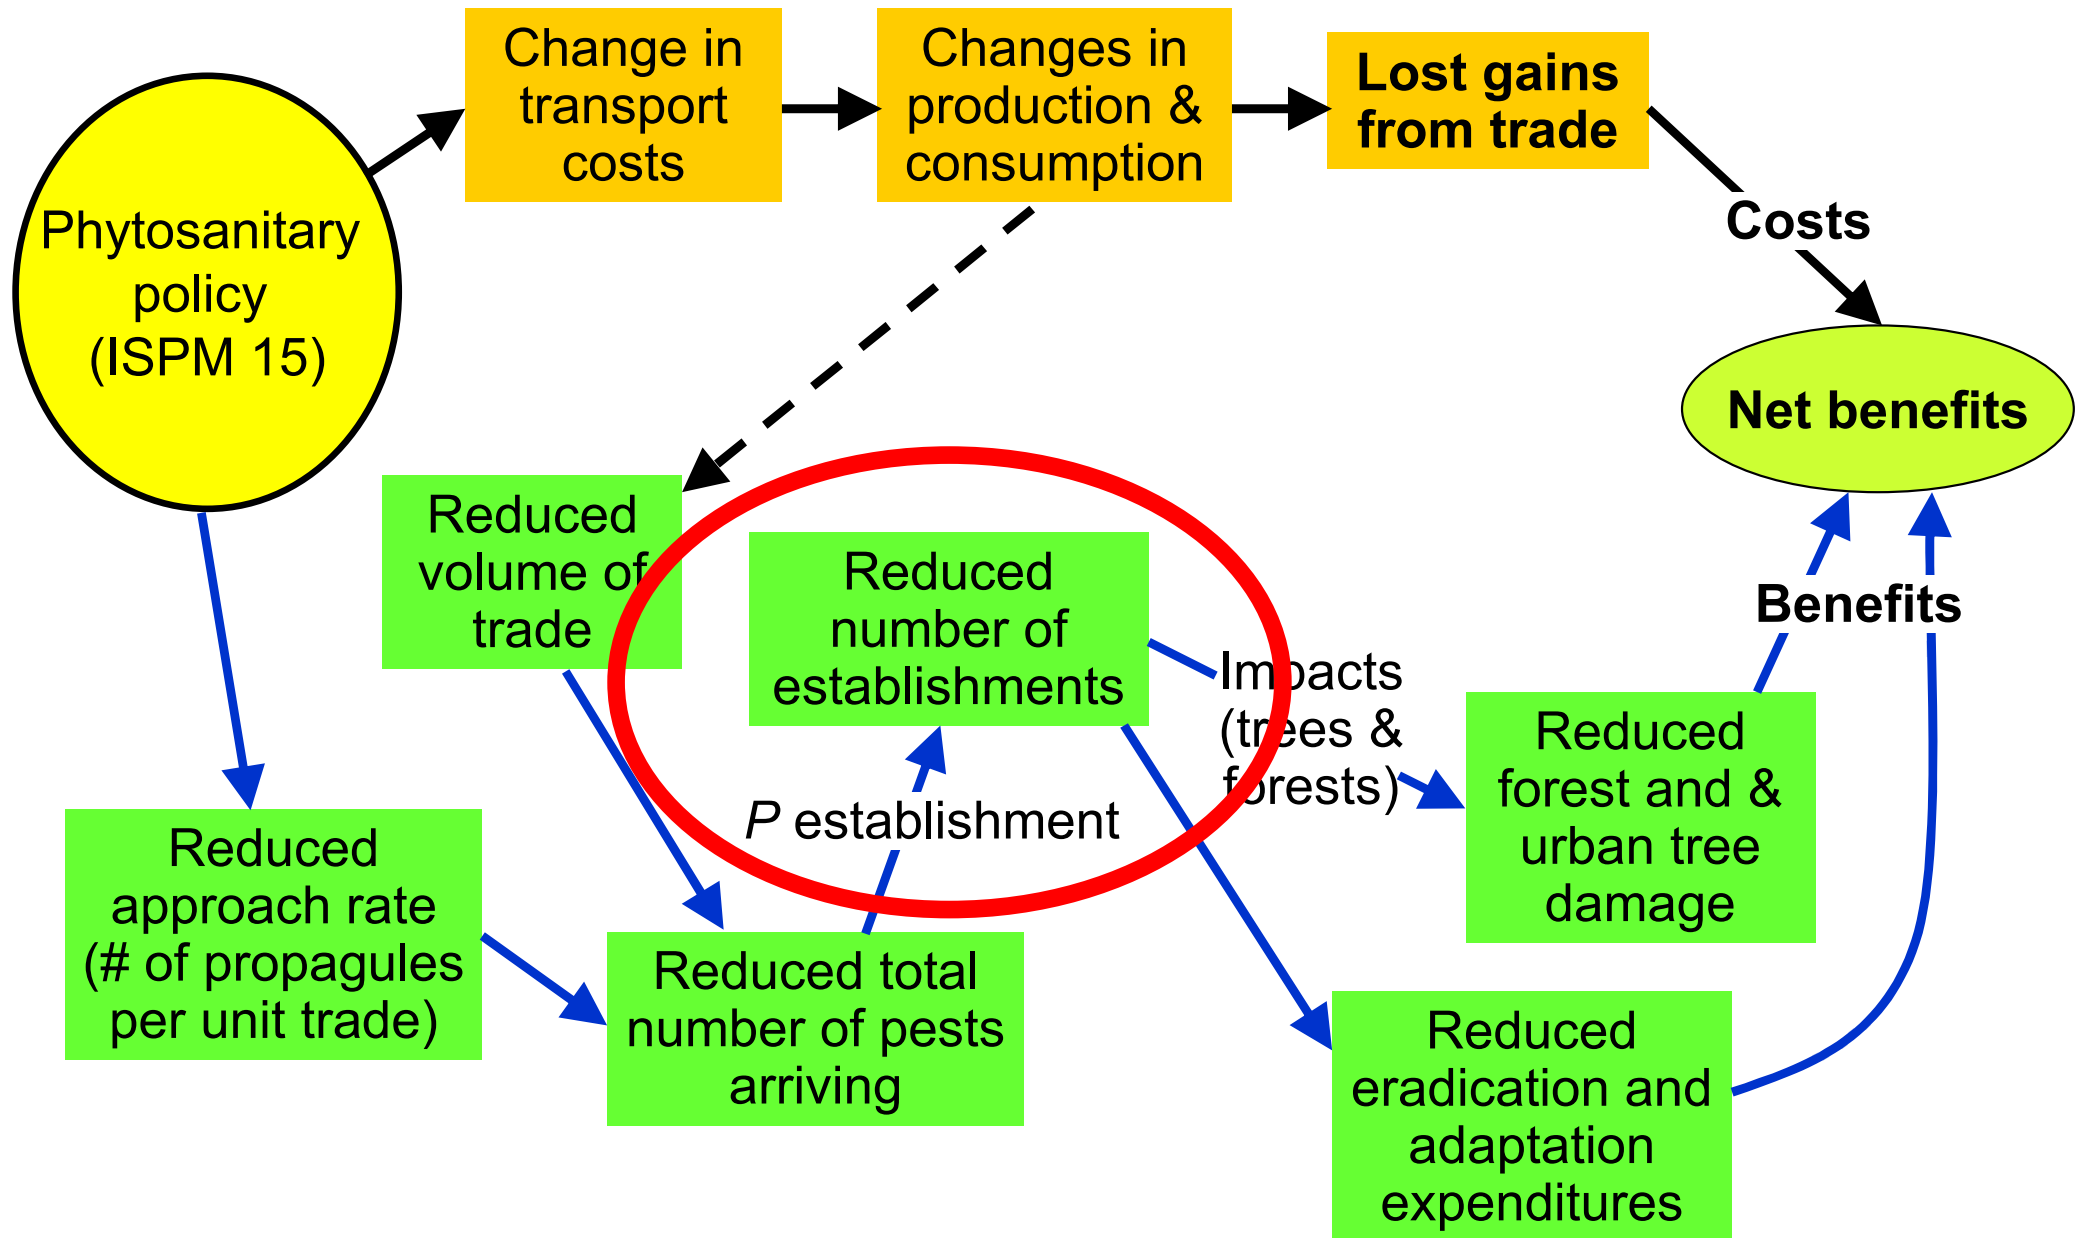 Change in
transport
costs
Changes in
production &
consumption
Lost gains
from trade
Phytosanitary
policy
(ISPM 15)
Costs
Net benefits
Reduced
volume of
trade
Reduced
number of
establishments
Benefits
Impacts
(trees &
forests)
Reduced
forest and &
urban tree
damage
P establishment
Reduced
approach rate
(# of propagules
per unit trade)
Reduced total
number of pests
arriving
Reduced
eradication and
adaptation
expenditures